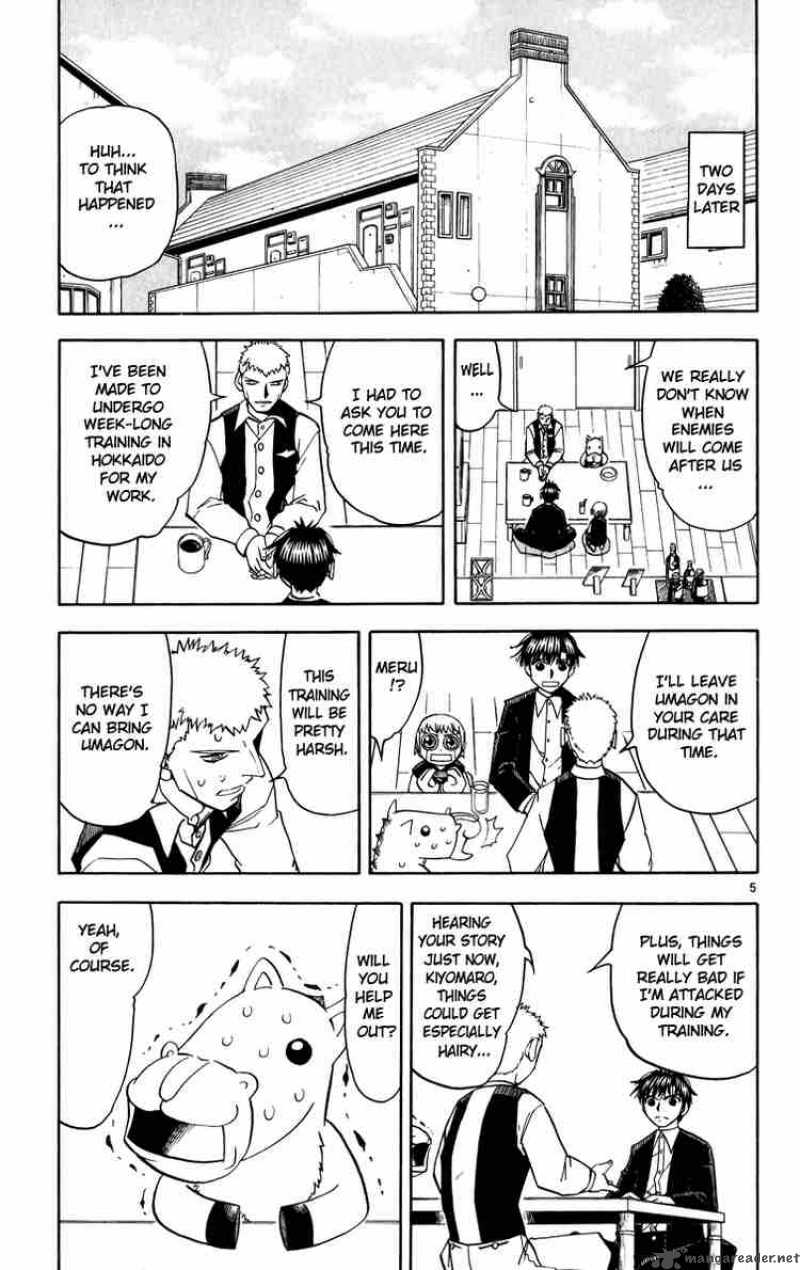 TWO
DAYS
LATER
HUH...
TO THINK
THAT
HAPPENED
...
WE REALLY
DON'T KNOW
WHEN
ENEMIES
WILL COME
AFTER US
...
WELL
...
I HAD TO
ASK YOU TO
COME HERE
THIS TIME.
I'VE BEEN
MADE TO
UNDERGO
WEEK-LONG
TRAINING IN
HOKKAIDO
FOR MY
WORK.
I'LL LEAVE
UMAGON IN
YOUR CARE
DURING THAT
TIME.
MERU
!?
THIS
TRAINING
WILL BE
PRETTY
HARSH.
THERE'S
NO WAY I
CAN BRING
UMAGON.
5
PLUS, THINGS
WILL GET
REALLY BAD IF
I'M ATTACKED
DURING MY
TRAINING.
HEARING
YOUR STORY
JUST NOW,
KIYOMARO,
THINGS
COULD GET
ESPECIALLY
HAIRY...
WILL
YOU
HELP
ME
OUT?
YEAH,
OF
COURSE.
mangareader.net